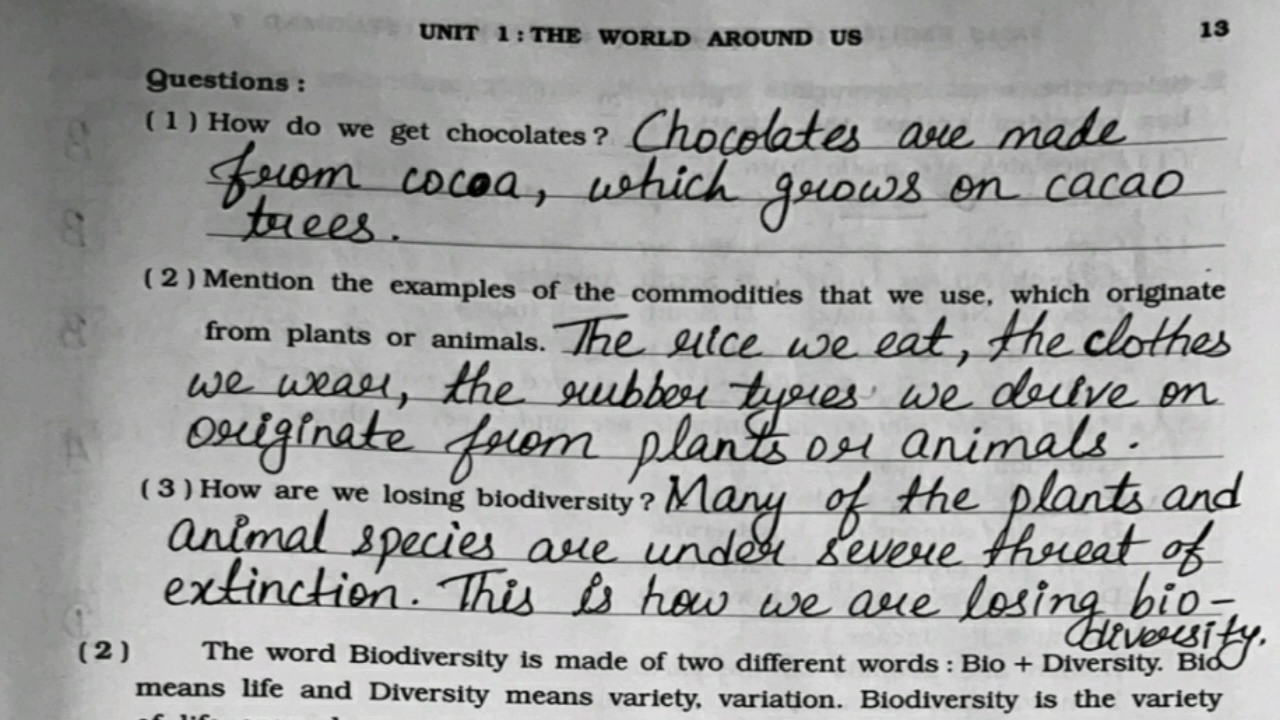 UNIT 1 : THE WORLD AROUND US 13
Questions :
( 1 ) How do we get chocolates ? Chocolates are made
from cocoa, which grows on cacao
trees.
( 2 ) Mention the examples of the commodities that we use, which originate
from plants or animals. The rice we eat, the clothes
we wear, the rubber tyres we drive on
originate from plants or animals.
( 3 ) How are we losing biodiversity ? Many of the plants and
animal species are under severe threat of
extinction. This is how we are losing bio-
diversity.
(2) The word Biodiversity is made of two different words : Bio + Diversity. Bio
means life and Diversity means variety, variation. Biodiversity is the variety